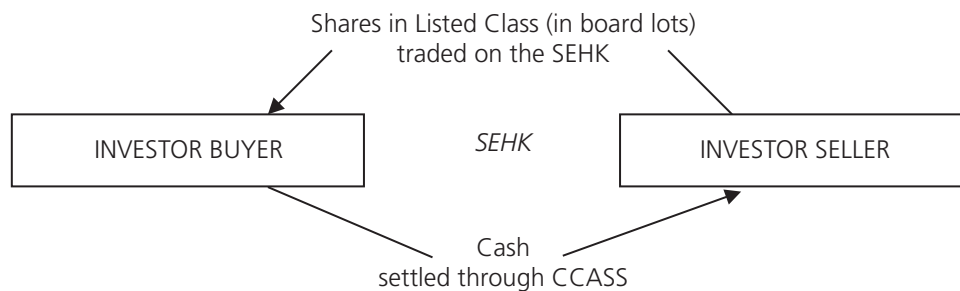 Shares in Listed Class (in board lots)
traded on the SEHK
INVESTOR BUYER
SEHK
INVESTOR SELLER
Cash
settled through CCASS